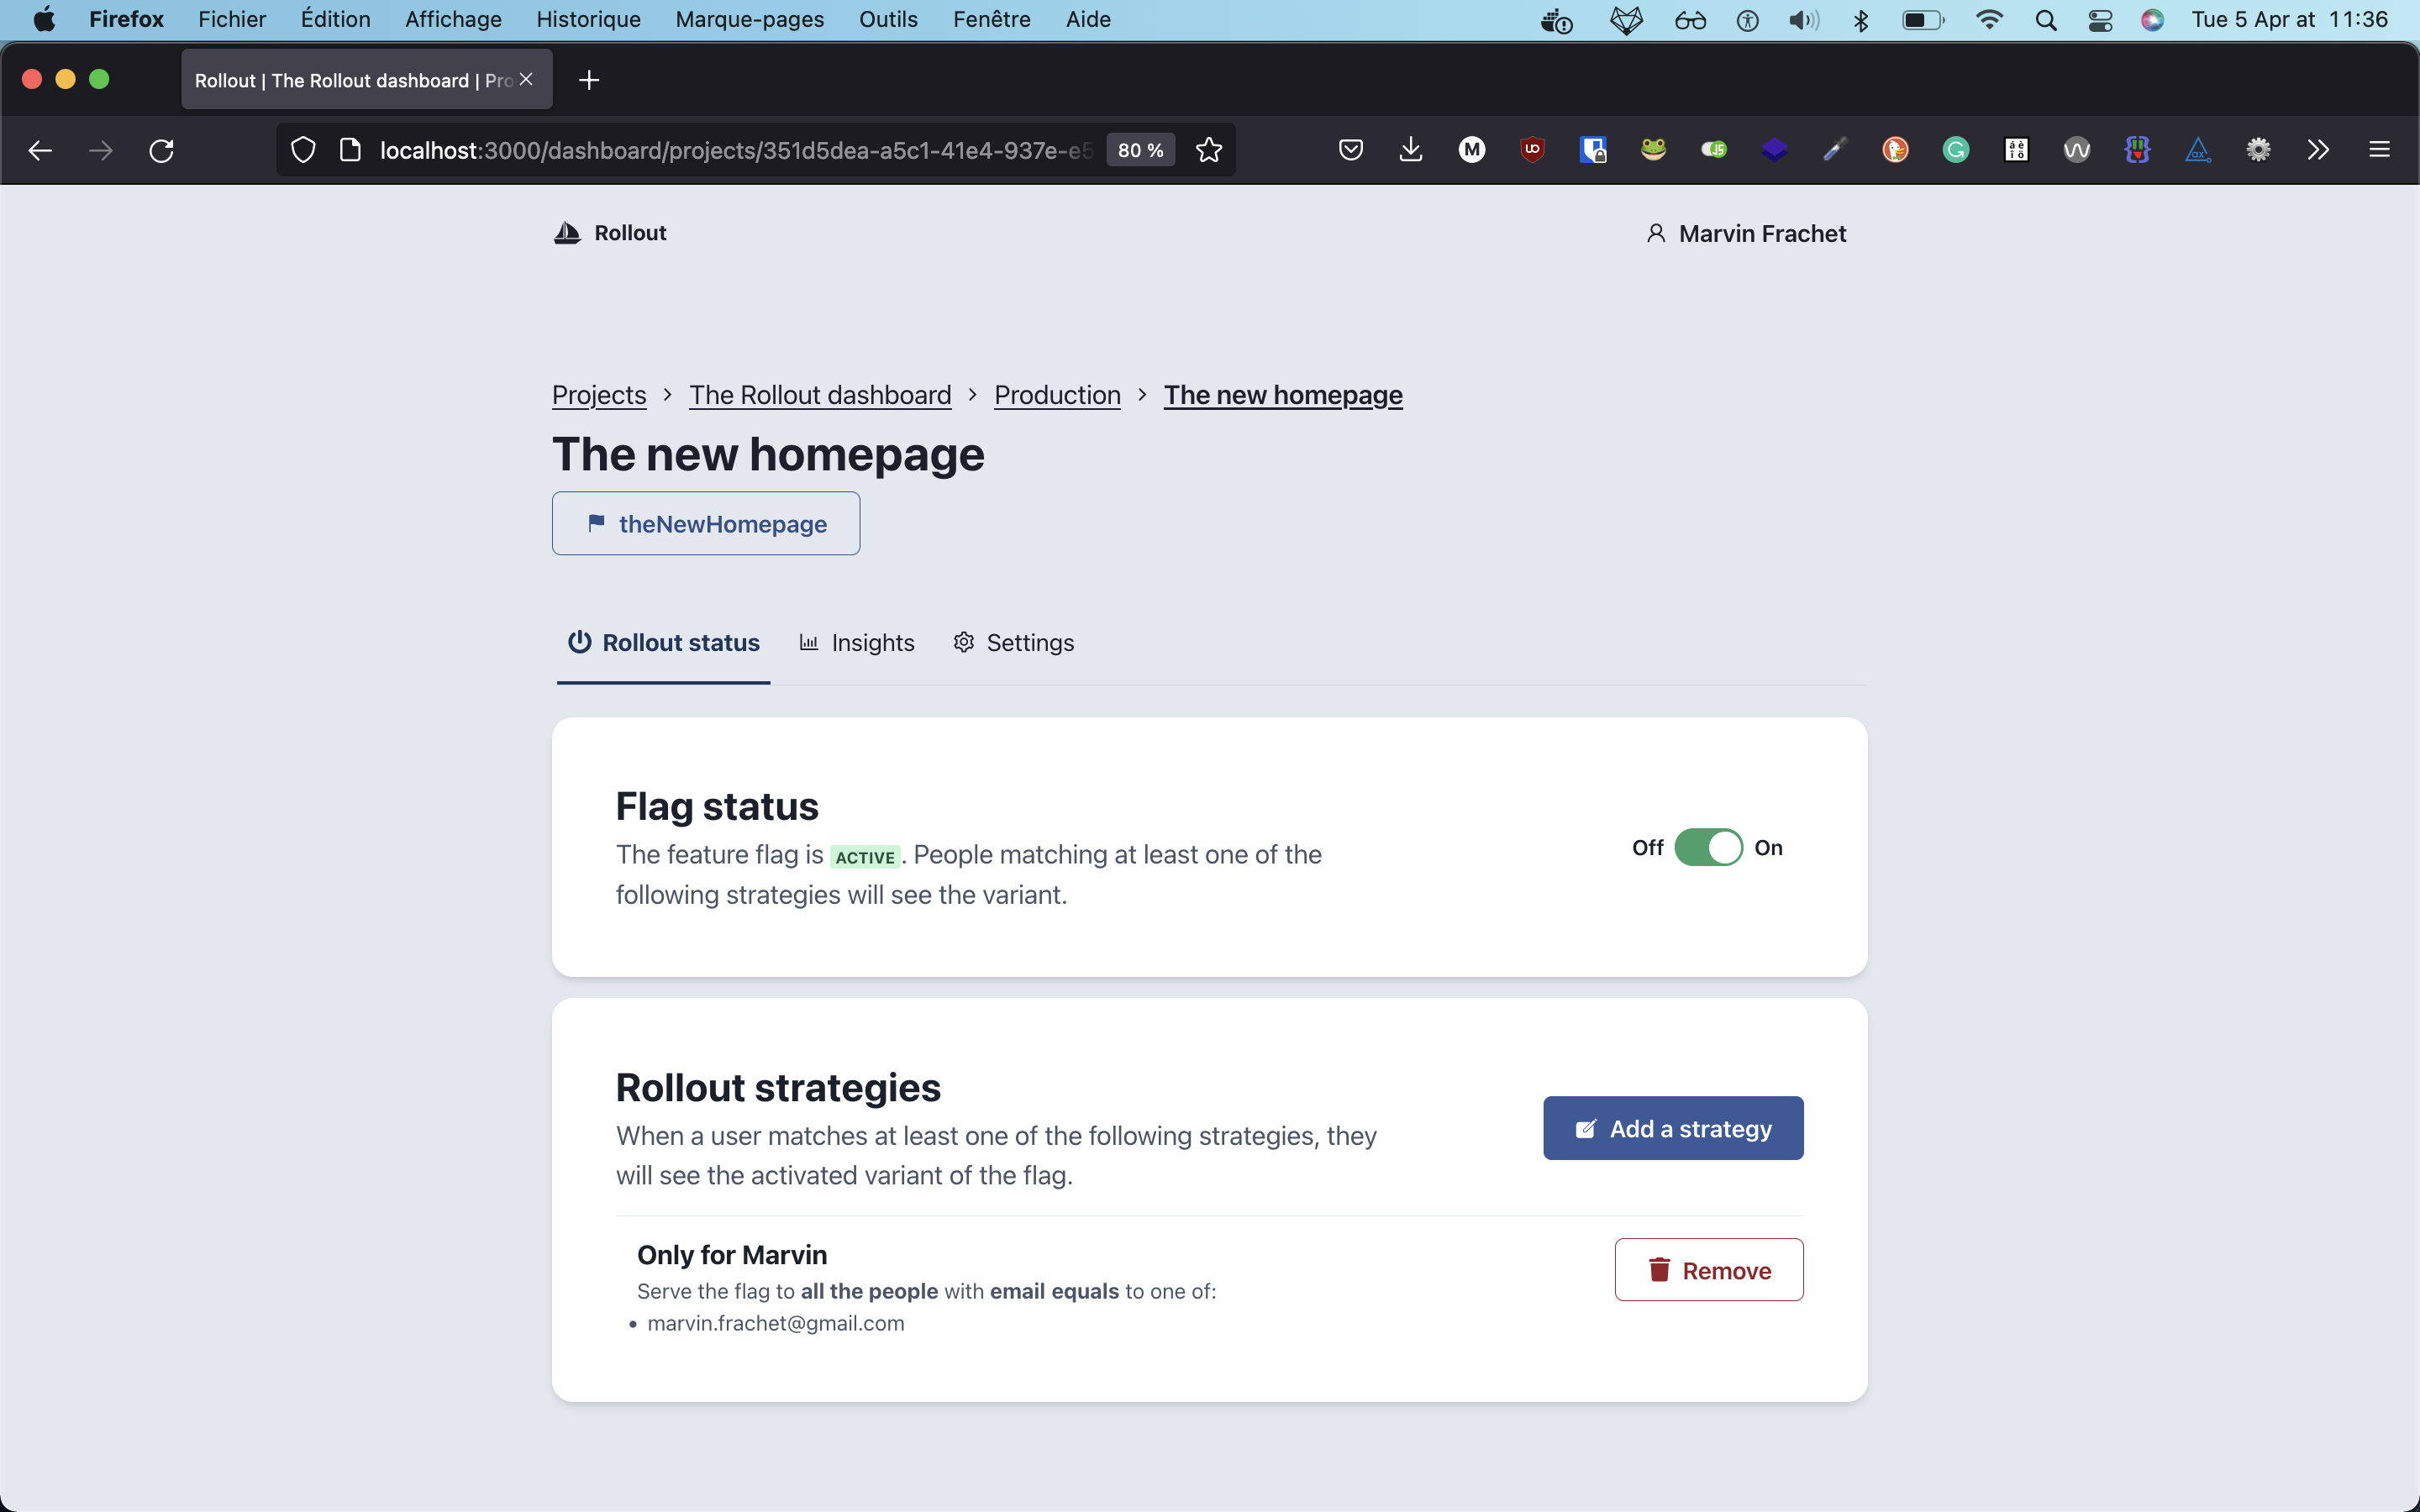 Firefox Fichier Édition Affichage Historique Marque-pages Outils Fenêtre Aide Tue 5 Apr at 11:36
Rollout | The Rollout dashboard | Pro
localhost:3000/dashboard/projects/351d5dea-a5c1-41e4-937e-e5 80 %
Rollout
Marvin Frachet
Projects > The Rollout dashboard > Production > The new homepage
The new homepage
theNewHomepage
Rollout status Insights Settings
Flag status
The feature flag is ACTIVE. People matching at least one of the
following strategies will see the variant.
Off On
Rollout strategies
When a user matches at least one of the following strategies, they
will see the activated variant of the flag.
Add a strategy
Only for Marvin
Serve the flag to all the people with email equals to one of:
• marvin.frachet@gmail.com
Remove